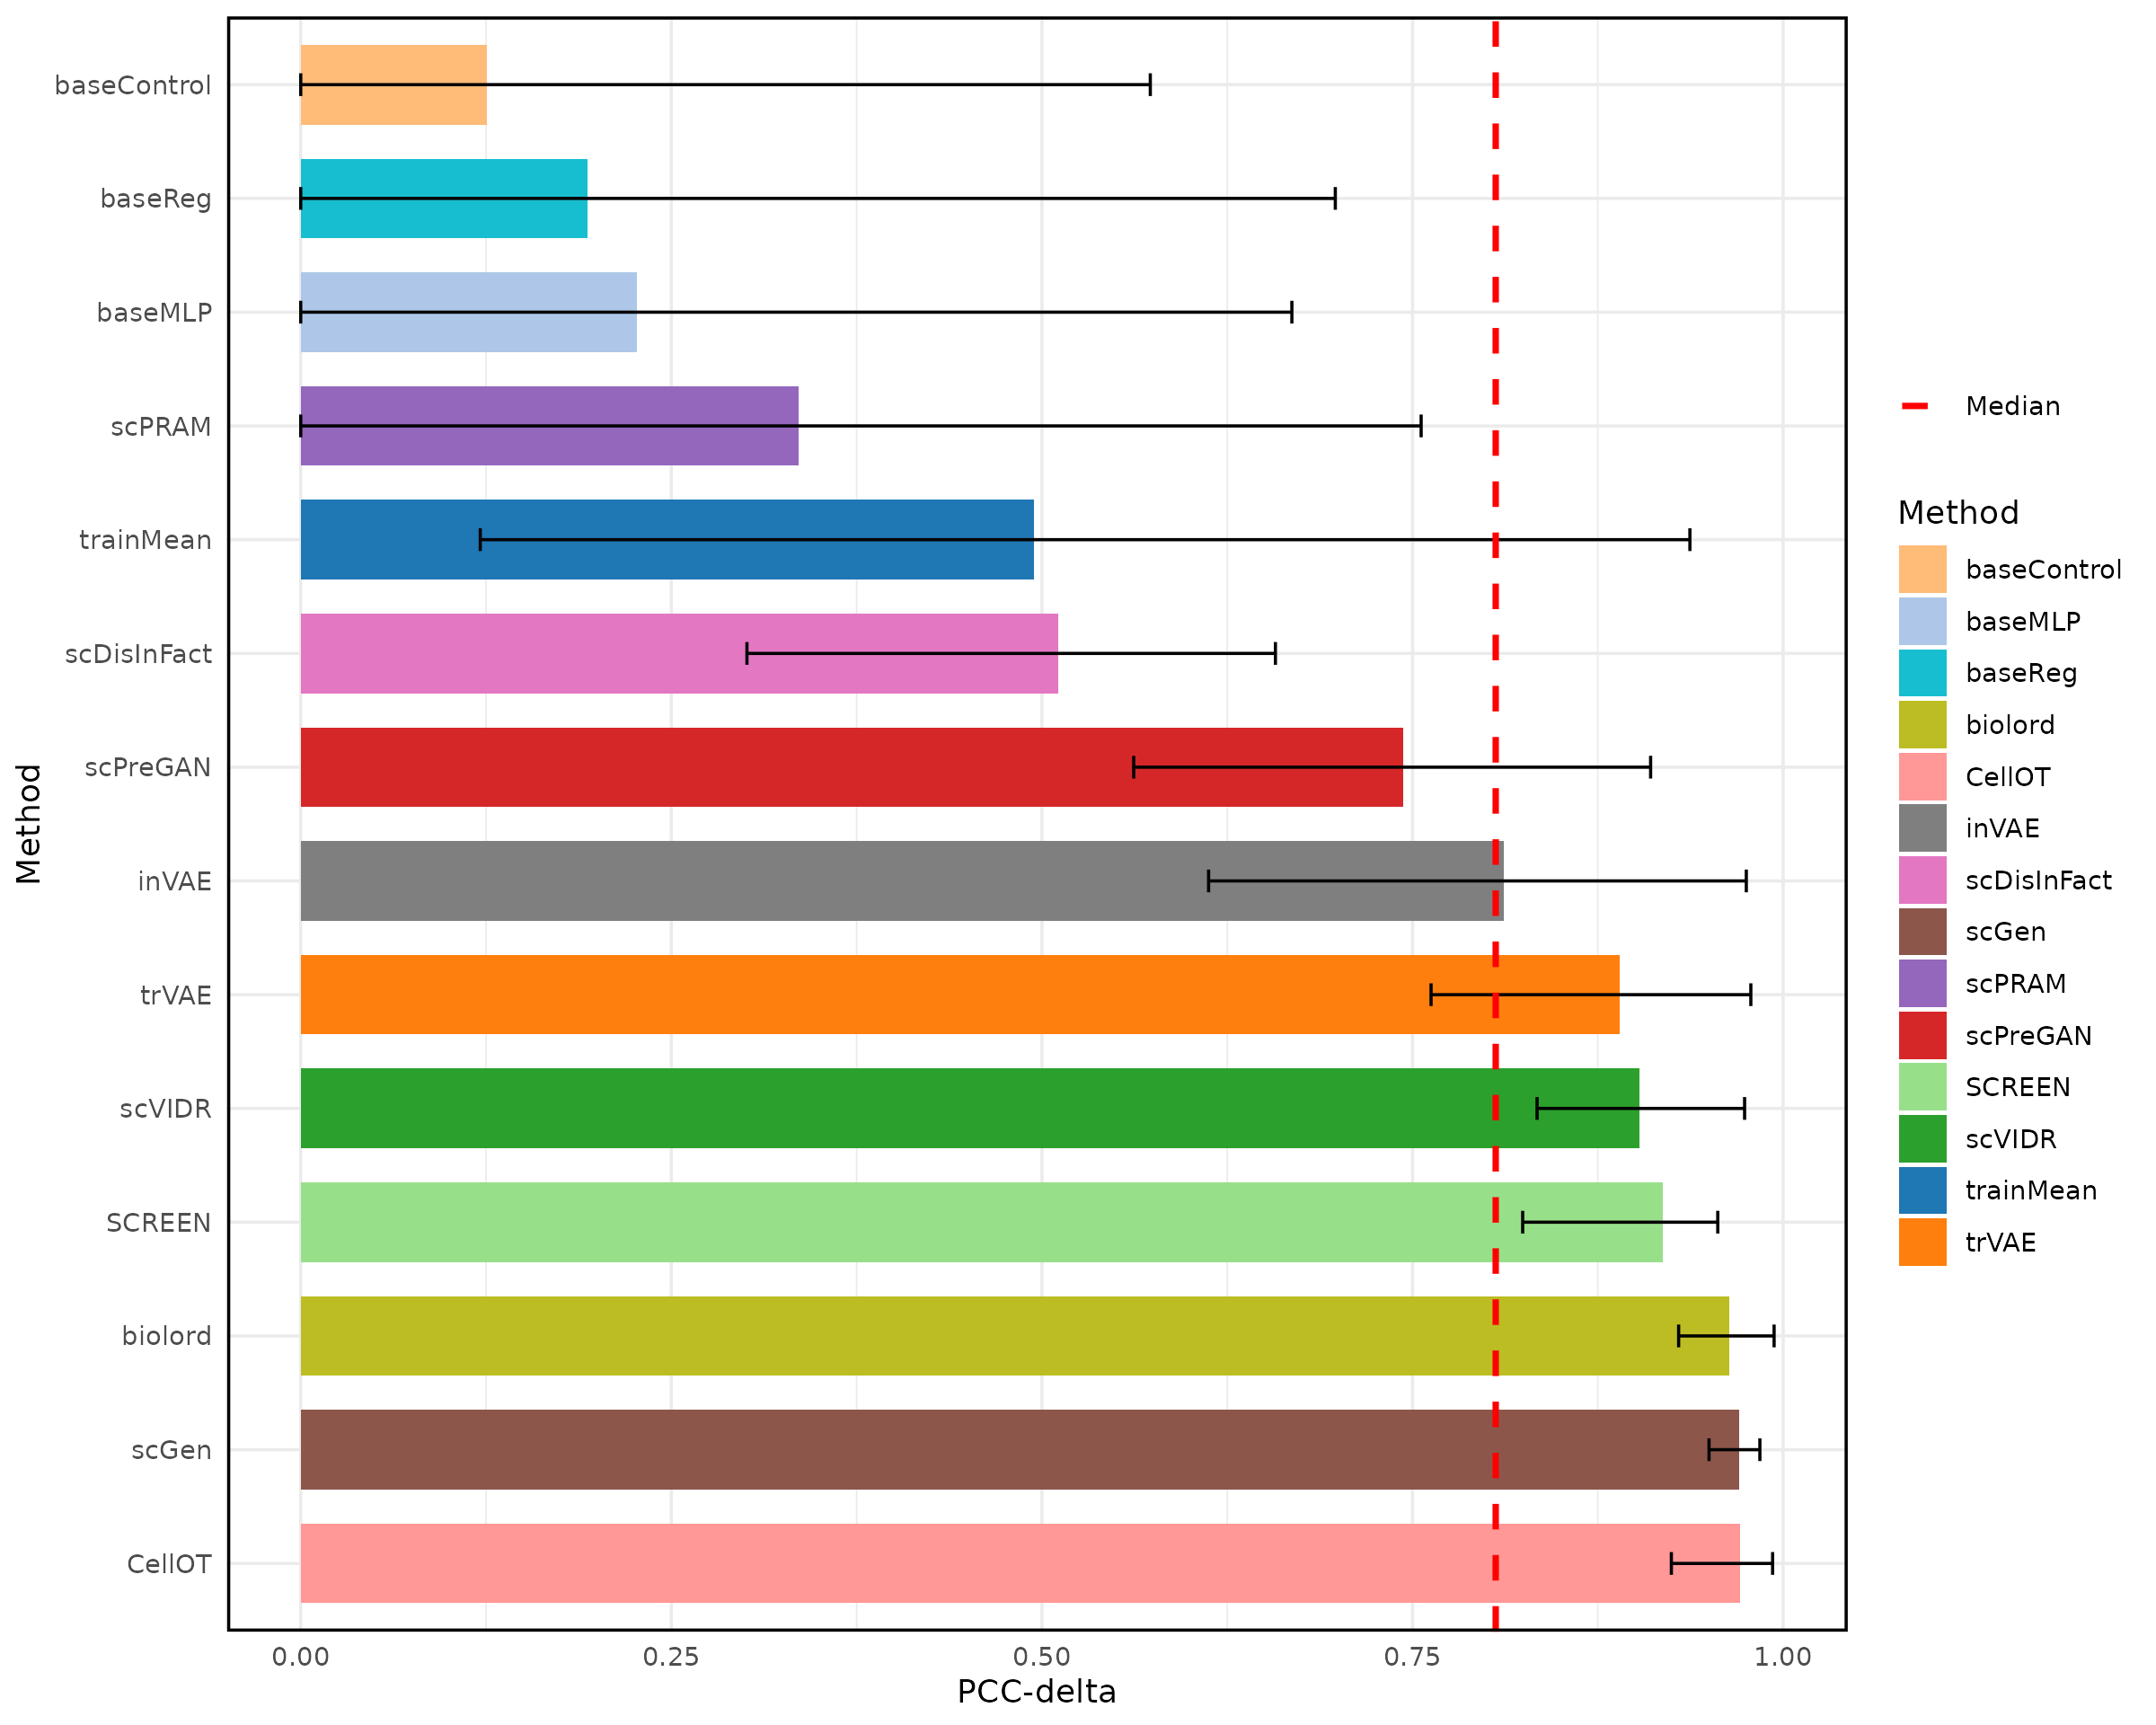 baseControl
baseReg
baseMLP
scPRAM
trainMean
scDisInFact
scPreGAN
inVAE
trVAE
scVIDR
SCREEN
biolord
scGen
CellOT
Method
0.00 0.25 0.50 0.75 1.00
PCC-delta
Median
Method
baseControl
baseMLP
baseReg
biolord
CellOT
inVAE
scDisInFact
scGen
scPRAM
scPreGAN
SCREEN
scVIDR
trainMean
trVAE